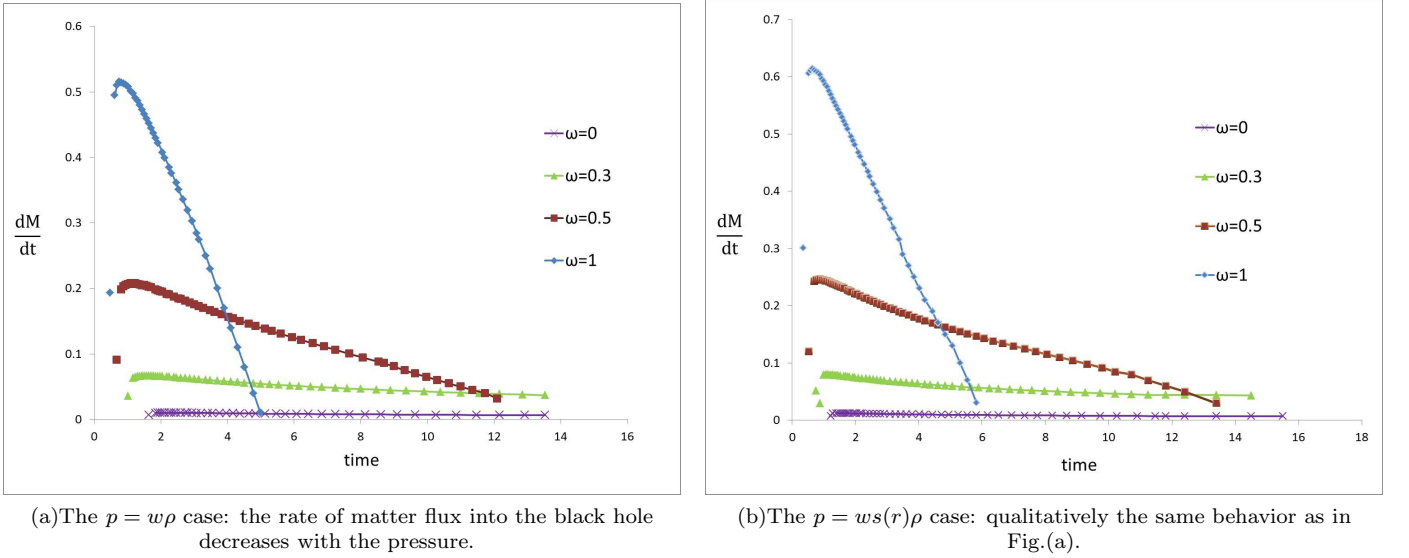 0.6
0.5
0.4
0.3
0.2
0.1
0
dM
dt
0 2 4 6 8 10 12 14 16
time
ω=0
ω=0.3
ω=0.5
ω=1
(a)The p = wρ case: the rate of matter flux into the black hole
decreases with the pressure.
0.7
0.6
0.5
0.4
0.3
0.2
0.1
0
dM
dt
0 2 4 6 8 10 12 14 16 18
time
ω=0
ω=0.3
ω=0.5
ω=1
(b)The p = ws(r)ρ case: qualitatively the same behavior as in
Fig.(a).